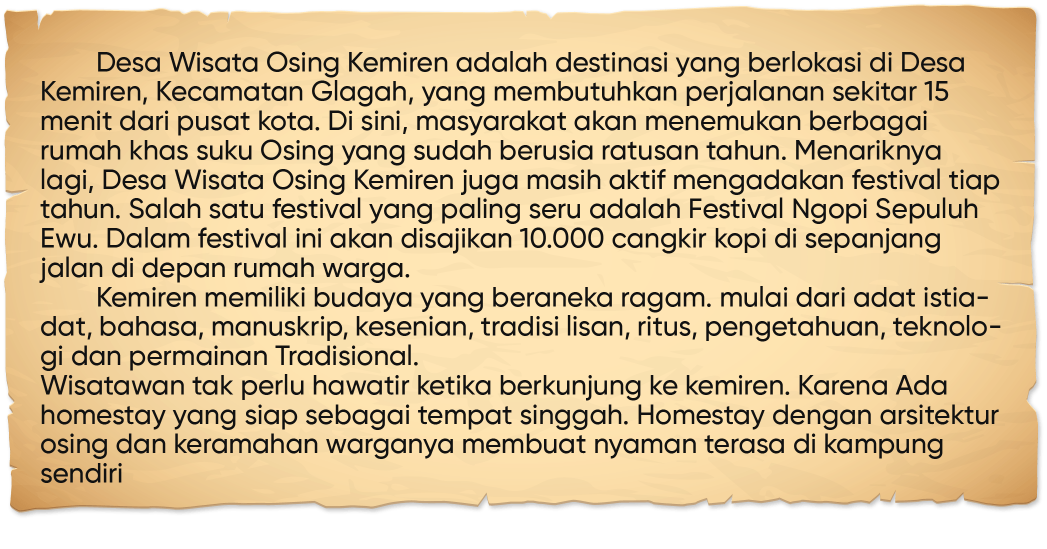 Desa Wisata Osing Kemiren adalah destinasi yang berlokasi di Desa
Kemiren, Kecamatan Glagah, yang membutuhkan perjalanan sekitar 15
menit dari pusat kota. Di sini, masyarakat akan menemukan berbagai
rumah khas suku Osing yang sudah berusia ratusan tahun. Menariknya
lagi, Desa Wisata Osing Kemiren juga masih aktif mengadakan festival tiap
tahun. Salah satu festival yang paling seru adalah Festival Ngopi Sepuluh
Ewu. Dalam festival ini akan disajikan 10.000 cangkir kopi di sepanjang
jalan di depan rumah warga.
Kemiren memiliki budaya yang beraneka ragam. mulai dari adat istia-
dat, bahasa, manuskrip, kesenian, tradisi lisan, ritus, pengetahuan, teknolo-
gi dan permainan Tradisional.
Wisatawan tak perlu hawatir ketika berkunjung ke kemiren. Karena Ada
homestay yang siap sebagai tempat singgah. Homestay dengan arsitektur
osing dan keramahan warganya membuat nyaman terasa di kampung
sendiri